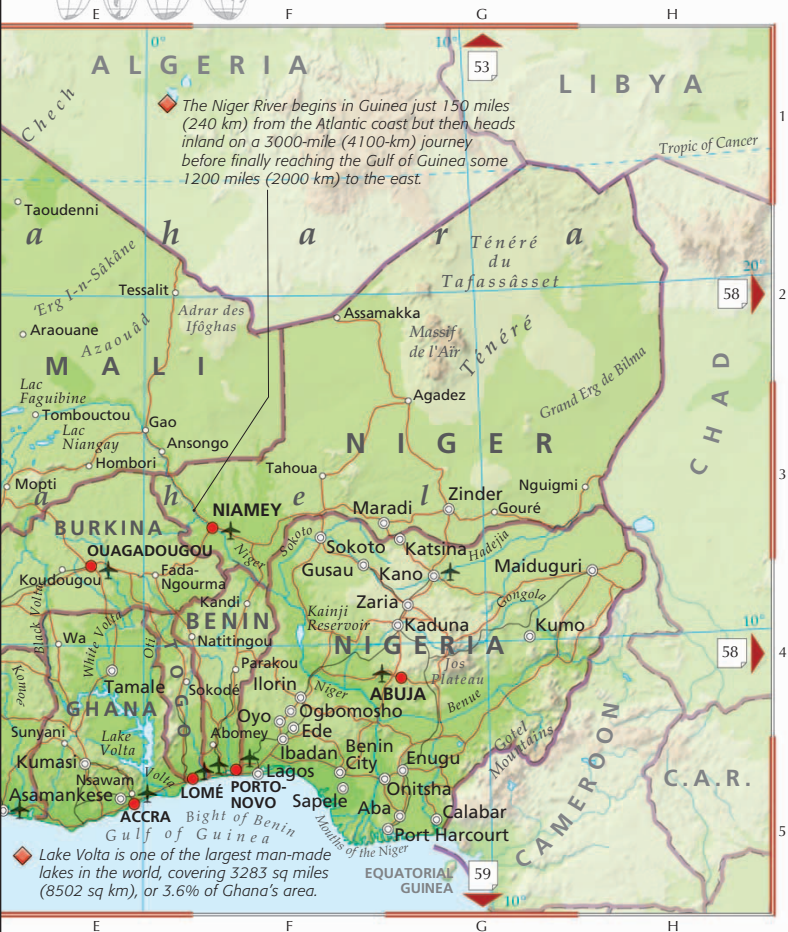 E F G H
0° 10°
ALGERIA
53
LIBYA
Chech
The Niger River begins in Guinea just 150 miles
(240 km) from the Atlantic coast but then heads
inland on a 3000-mile (4100-km) journey
before finally reaching the Gulf of Guinea some
1200 miles (2000 km) to the east.
1
Tropic of Cancer
Taoudenni
a h a r a
Ténéré
du
Tafassâsset
20°
'Erg I-n-Sâkâne
Tessalit
58
2
Adrar des
Ifôghas
Assamakka
Araouane
Azaouâd
Massif
de l'Aïr
Ténéré
MALI
Grand Erg de Bilma
CHAD
Lac
Faguibine
Agadez
Tombouctou
Gao
Lac
Niangay
Ansongo
NIGER
Hombori
Tahoua
3
Mopti
a h e l
Zinder
Nguigmi
NIAMEY
Maradi
Gouré
BURKINA
OUAGADOUGOU
Niger
Sokoto
Sokoto
Katsina
Hadejia
Koudougou
Fada-
Ngourma
Gusau
Kano
Maiduguri
Kandi
Zaria
Gongola
Black Volta
White Volta
Oti
BENIN
Kainji
Reservoir
Kaduna
Kumo
10°
Wa
Natitingou
NIGERIA
58
4
Komoé
TOGO
Parakou
Jos
Plateau
Tamale
Sokodé
Ilorin
Niger
ABUJA
Benue
GHANA
Oyo
Ogbomosho
Sunyani
Lake
Volta
Abomey
Ede
Gotel
Mountains
Kumasi
Ibadan
Benin
City
Enugu
CAMEROON
Nsawam
Volta
Lagos
Onitsha
C.A.R.
Asamankese
LOMÉ
PORTO-
NOVO
Sapele
Aba
Calabar
ACCRA
Bight of Benin
Port Harcourt
5
Gulf of Guinea
Mouths of the Niger
Lake Volta is one of the largest man-made
lakes in the world, covering 3283 sq miles
(8502 sq km), or 3.6% of Ghana's area.
EQUATORIAL
GUINEA
59
10°
E F G H